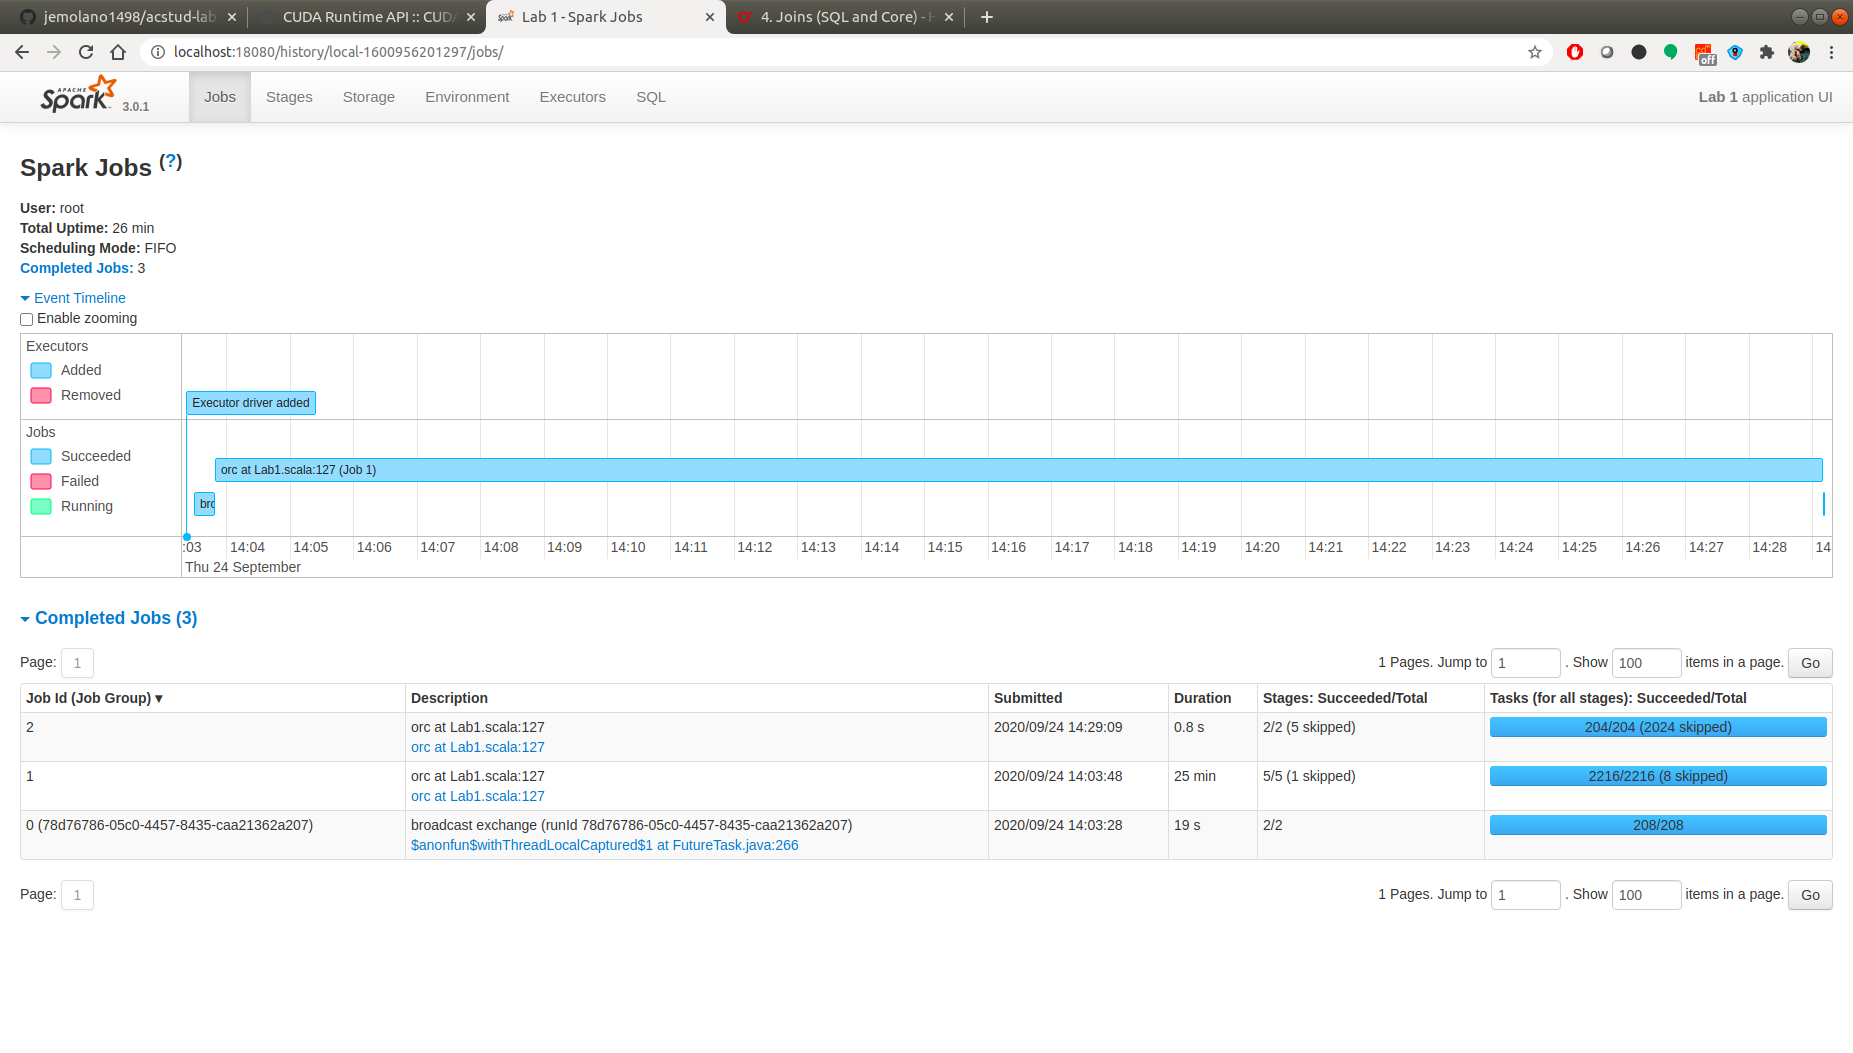 jemolano1498/acstud-lab
CUDA Runtime API :: CUDA
Lab 1 - Spark Jobs
4. Joins (SQL and Core) - H
localhost:18080/history/local-1600956201297/jobs/
off
APACHE Spark 3.0.1
Jobs
Stages
Storage
Environment
Executors
SQL
Lab 1 application UI
Spark Jobs (?)
User: root
Total Uptime: 26 min
Scheduling Mode: FIFO
Completed Jobs: 3
Event Timeline
Enable zooming
Executors
Added
Removed
Executor driver added
Jobs
Succeeded
Failed
Running
orc at Lab1.scala:127 (Job 1)
bro
:03 14:04 14:05 14:06 14:07 14:08 14:09 14:10 14:11 14:12 14:13 14:14 14:15 14:16 14:17 14:18 14:19 14:20 14:21 14:22 14:23 14:24 14:25 14:26 14:27 14:28 14
Thu 24 September
Completed Jobs (3)
Page: 1
1 Pages. Jump to 1 . Show 100 items in a page. Go
Job Id (Job Group) ▾ Description Submitted Duration Stages: Succeeded/Total Tasks (for all stages): Succeeded/Total
2 orc at Lab1.scala:127 2020/09/24 14:29:09 0.8 s 2/2 (5 skipped) 204/204 (2024 skipped)
orc at Lab1.scala:127
1 orc at Lab1.scala:127 2020/09/24 14:03:48 25 min 5/5 (1 skipped) 2216/2216 (8 skipped)
orc at Lab1.scala:127
0 (78d76786-05c0-4457-8435-caa21362a207) broadcast exchange (runId 78d76786-05c0-4457-8435-caa21362a207) 2020/09/24 14:03:28 19 s 2/2 208/208
$anonfun$withThreadLocalCaptured$1 at FutureTask.java:266
Page: 1
1 Pages. Jump to 1 . Show 100 items in a page. Go